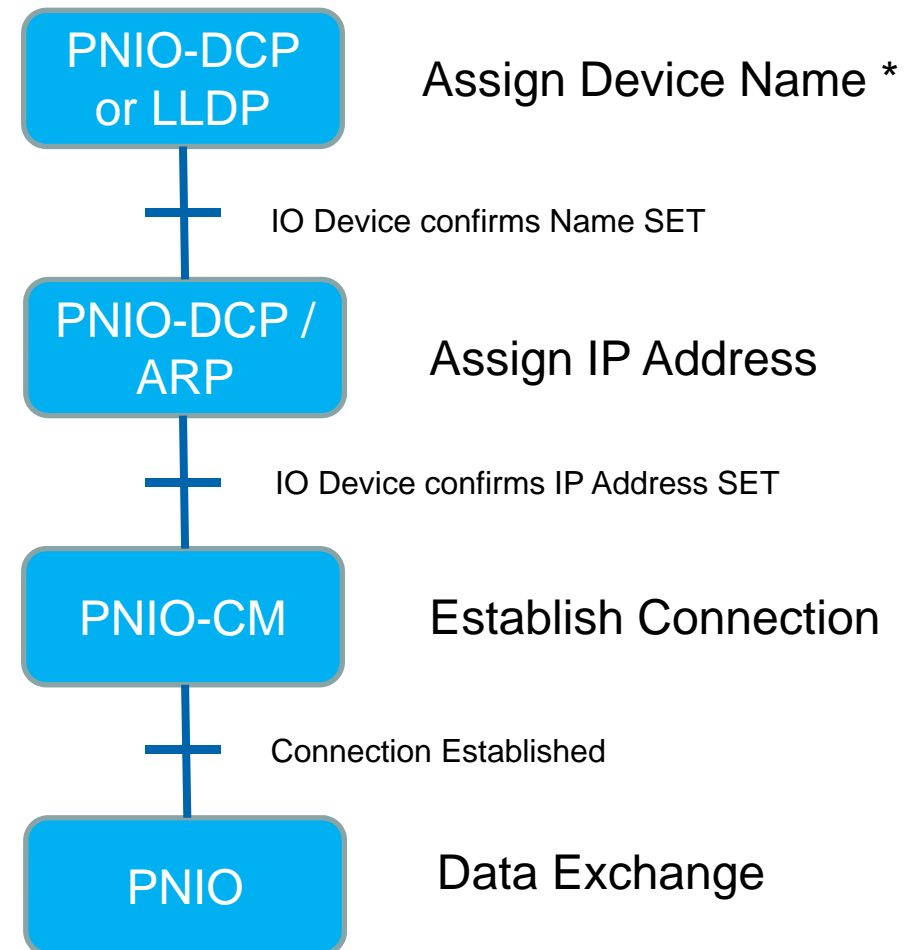 PNIO-DCP
or LLDP
Assign Device Name *
IO Device confirms Name SET
PNIO-DCP /
ARP
Assign IP Address
IO Device confirms IP Address SET
PNIO-CM
Establish Connection
Connection Established
PNIO
Data Exchange